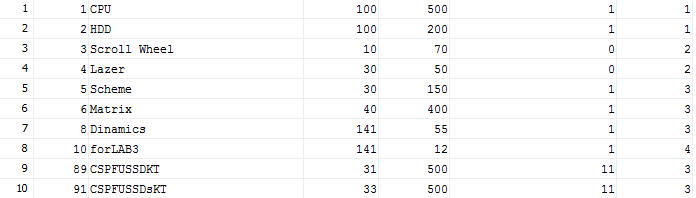 1 1 CPU 100 500 1 1
2 2 HDD 100 200 1 1
3 3 Scroll Wheel 10 70 0 2
4 4 Lazer 30 50 0 2
5 5 Scheme 30 150 1 3
6 6 Matrix 40 400 1 3
7 8 Dinamics 141 55 1 3
8 10 forLAB3 141 12 1 4
9 89 CSPFUSSDKT 31 500 11 3
10 91 CSPFUSSDsKT 33 500 11 3